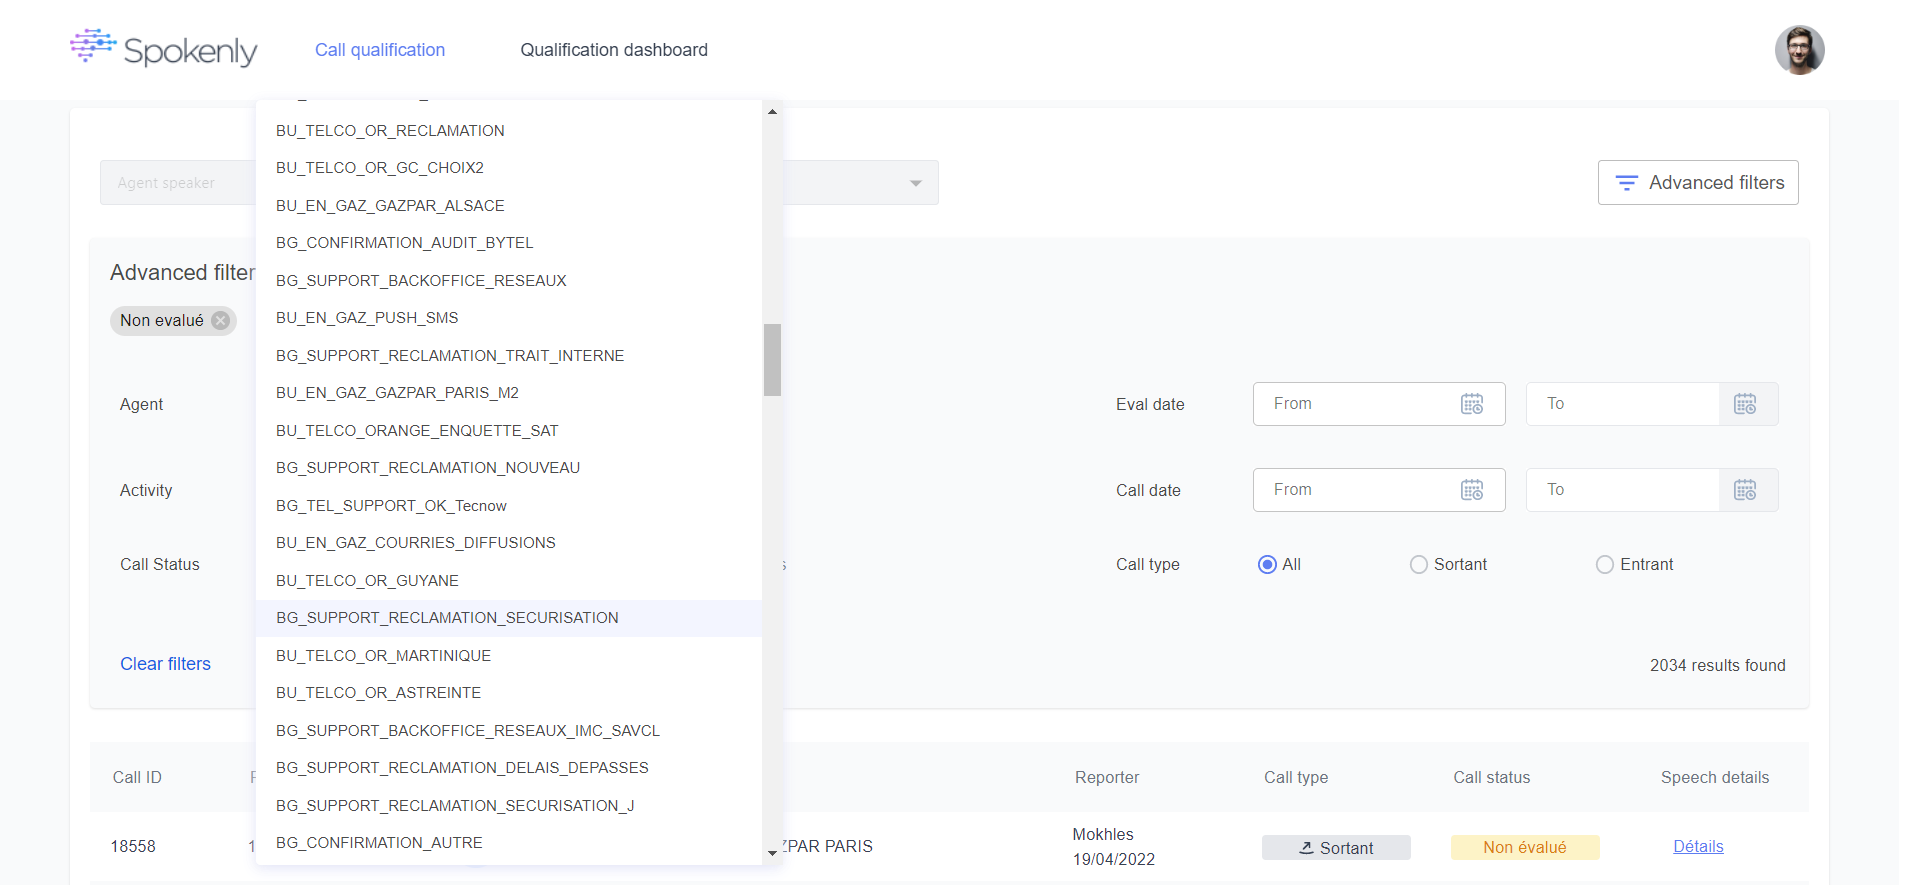 Spokenly
Call qualification
Qualification dashboard
BU_TELCO_OR_RECLAMATION
BU_TELCO_OR_GC_CHOIX2
Agent speaker
Advanced filters
BU_EN_GAZ_GAZPAR_ALSACE
BG_CONFIRMATION_AUDIT_BYTEL
Advanced filter
BG_SUPPORT_BACKOFFICE_RESEAUX
Non evalué
BU_EN_GAZ_PUSH_SMS
BG_SUPPORT_RECLAMATION_TRAIT_INTERNE
BU_EN_GAZ_GAZPAR_PARIS_M2
Agent
Eval date
From
To
BU_TELCO_ORANGE_ENQUETTE_SAT
BG_SUPPORT_RECLAMATION_NOUVEAU
Activity
Call date
From
To
BG_TEL_SUPPORT_OK_Tecnow
BU_EN_GAZ_COURRIES_DIFFUSIONS
Call Status
s
Call type
All
Sortant
Entrant
BU_TELCO_OR_GUYANE
BG_SUPPORT_RECLAMATION_SECURISATION
BU_TELCO_OR_MARTINIQUE
Clear filters
2034 results found
BU_TELCO_OR_ASTREINTE
BG_SUPPORT_BACKOFFICE_RESEAUX_IMC_SAVCL
BG_SUPPORT_RECLAMATION_DELAIS_DEPASSES
Call ID
Reporter
Call type
Call status
Speech details
BG_SUPPORT_RECLAMATION_SECURISATION_J
BG_CONFIRMATION_AUTRE
18558
1
ZPAR PARIS
Mokhles
19/04/2022
Sortant
Non évalué
Détails